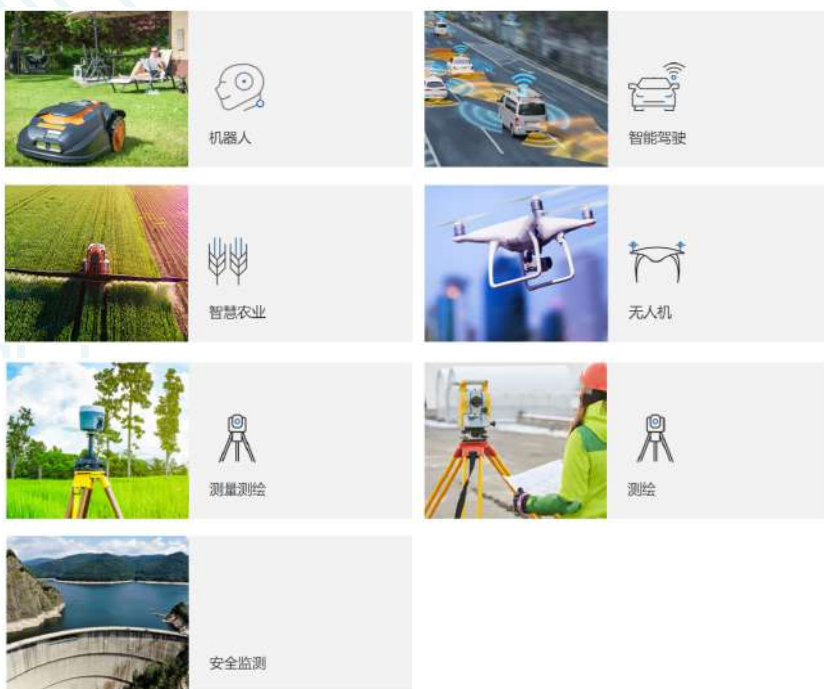 机器人
智能驾驶
智慧农业
无人机
测量测绘
测绘
安全监测